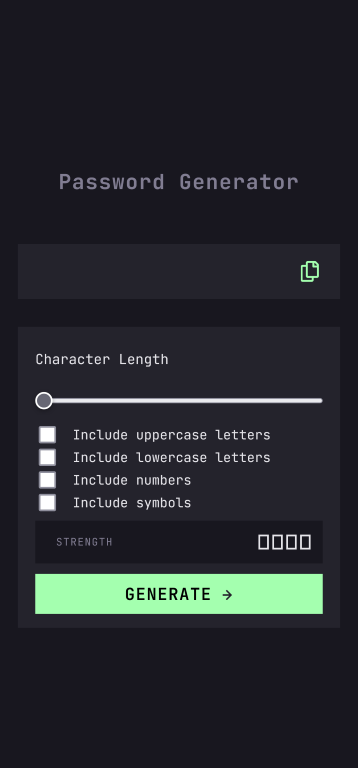 Password Generator
Character Length
Include uppercase letters
Include lowercase letters
Include numbers
Include symbols
STRENGTH
GENERATE →